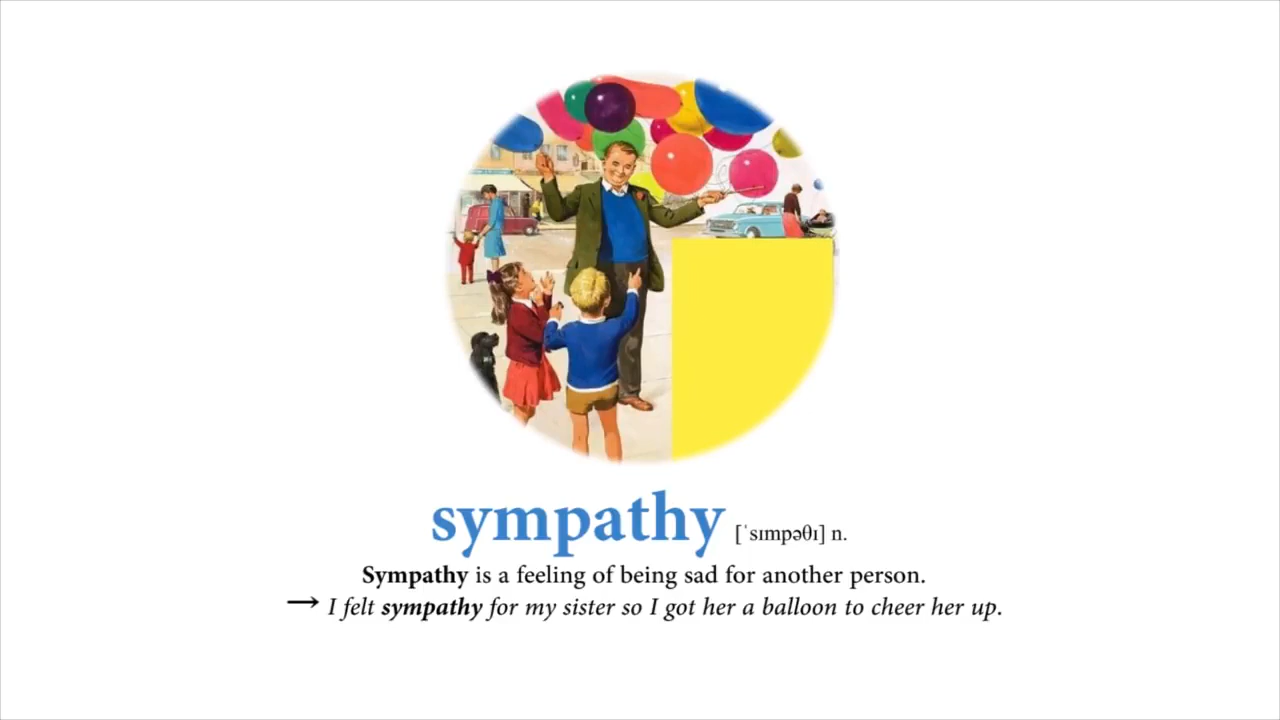 sympathy [ˈsɪmpəθɪ] n.
Sympathy is a feeling of being sad for another person.
→ I felt sympathy for my sister so I got her a balloon to cheer her up.